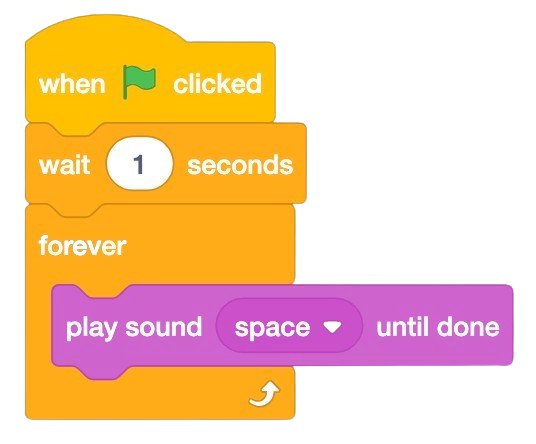 when clicked
wait 1 seconds
forever
play sound space until done